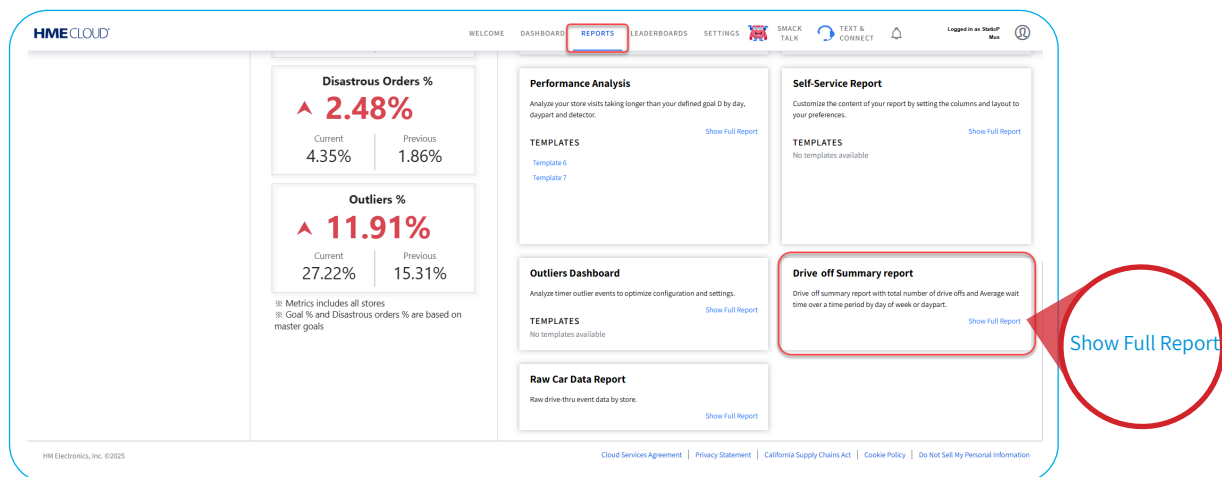 HME CLOUD®
WELCOME
DASHBOARD
REPORTS
LEADERBOARDS
SETTINGS
SMACK
TALK
TEXT &
CONNECT
Logged in as StaticP
Mus
Disastrous Orders %
2.48%
Current
Previous
4.35%
1.86%
Outliers %
11.91%
Current
Previous
27.22%
15.31%
※ Metrics includes all stores
※ Goal % and Disastrous orders % are based on
master goals
Performance Analysis
Analyze your store visits taking longer than your defined goal D by day,
daypart and detector.
Show Full Report
TEMPLATES
Template 6
Template 7
Self-Service Report
Customize the content of your report by setting the columns and layout to
your preferences.
Show Full Report
TEMPLATES
No templates available
Outliers Dashboard
Analyze timer outlier events to optimize configuration and settings.
Show Full Report
TEMPLATES
No templates available
Drive off Summary report
Drive off summary report with total number of drive offs and Average wait
time over a time period by day of week or daypart.
Show Full Report
Show Full Report
Raw Car Data Report
Raw drive-thru event data by store.
Show Full Report
HM Electronics, Inc. ©2025
Cloud Services Agreement | Privacy Statement | California Supply Chains Act | Cookie Policy | Do Not Sell My Personal Information